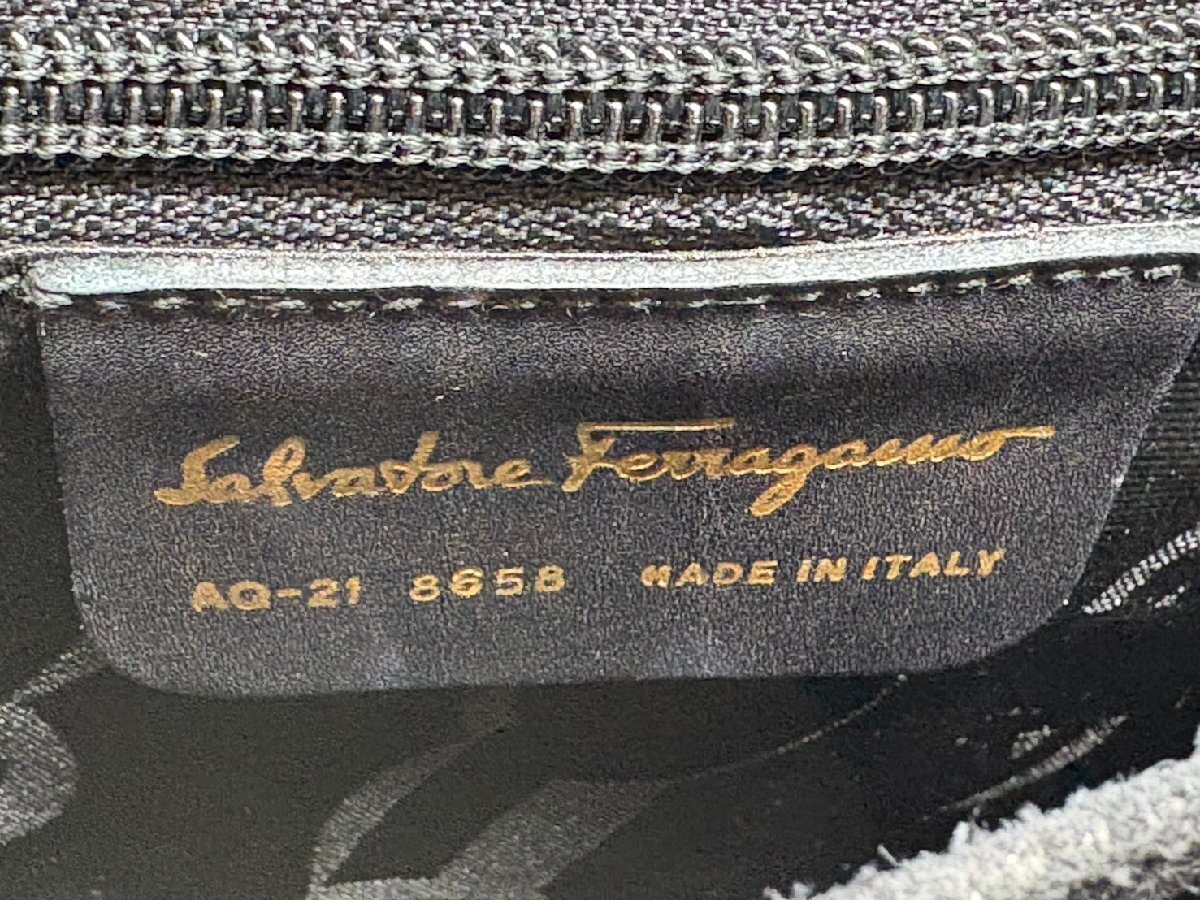 Salvatore Ferragamo
AQ-21 8658 MADE IN ITALY